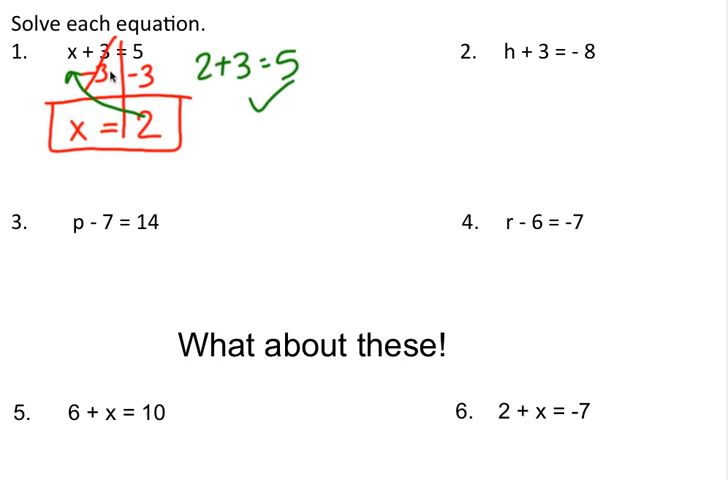 Solve each equation.
1. x + 3 = 5
-3 -3
x = 2
2+3=5
2. h + 3 = - 8
3. p - 7 = 14
4. r - 6 = -7
What about these!
5. 6 + x = 10
6. 2 + x = -7